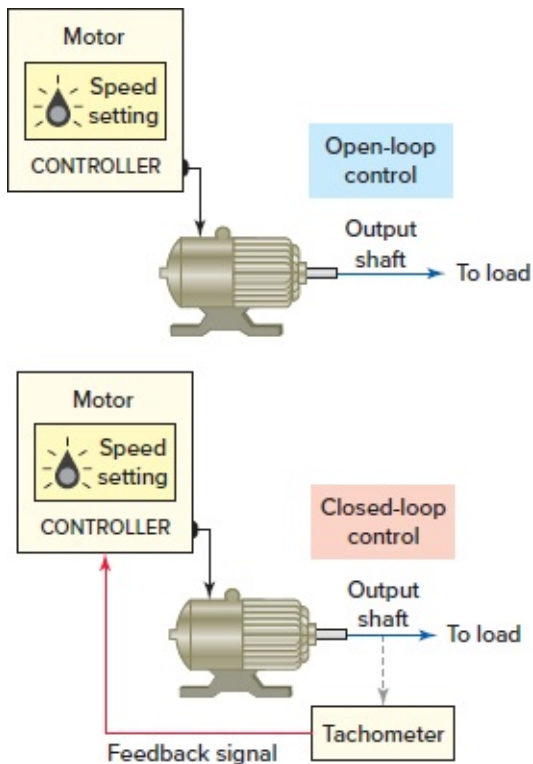 Motor
Speed
setting
CONTROLLER
Open-loop
control
Output
shaft
To load
Motor
Speed
setting
CONTROLLER
Closed-loop
control
Output
shaft
To load
Tachometer
Feedback signal